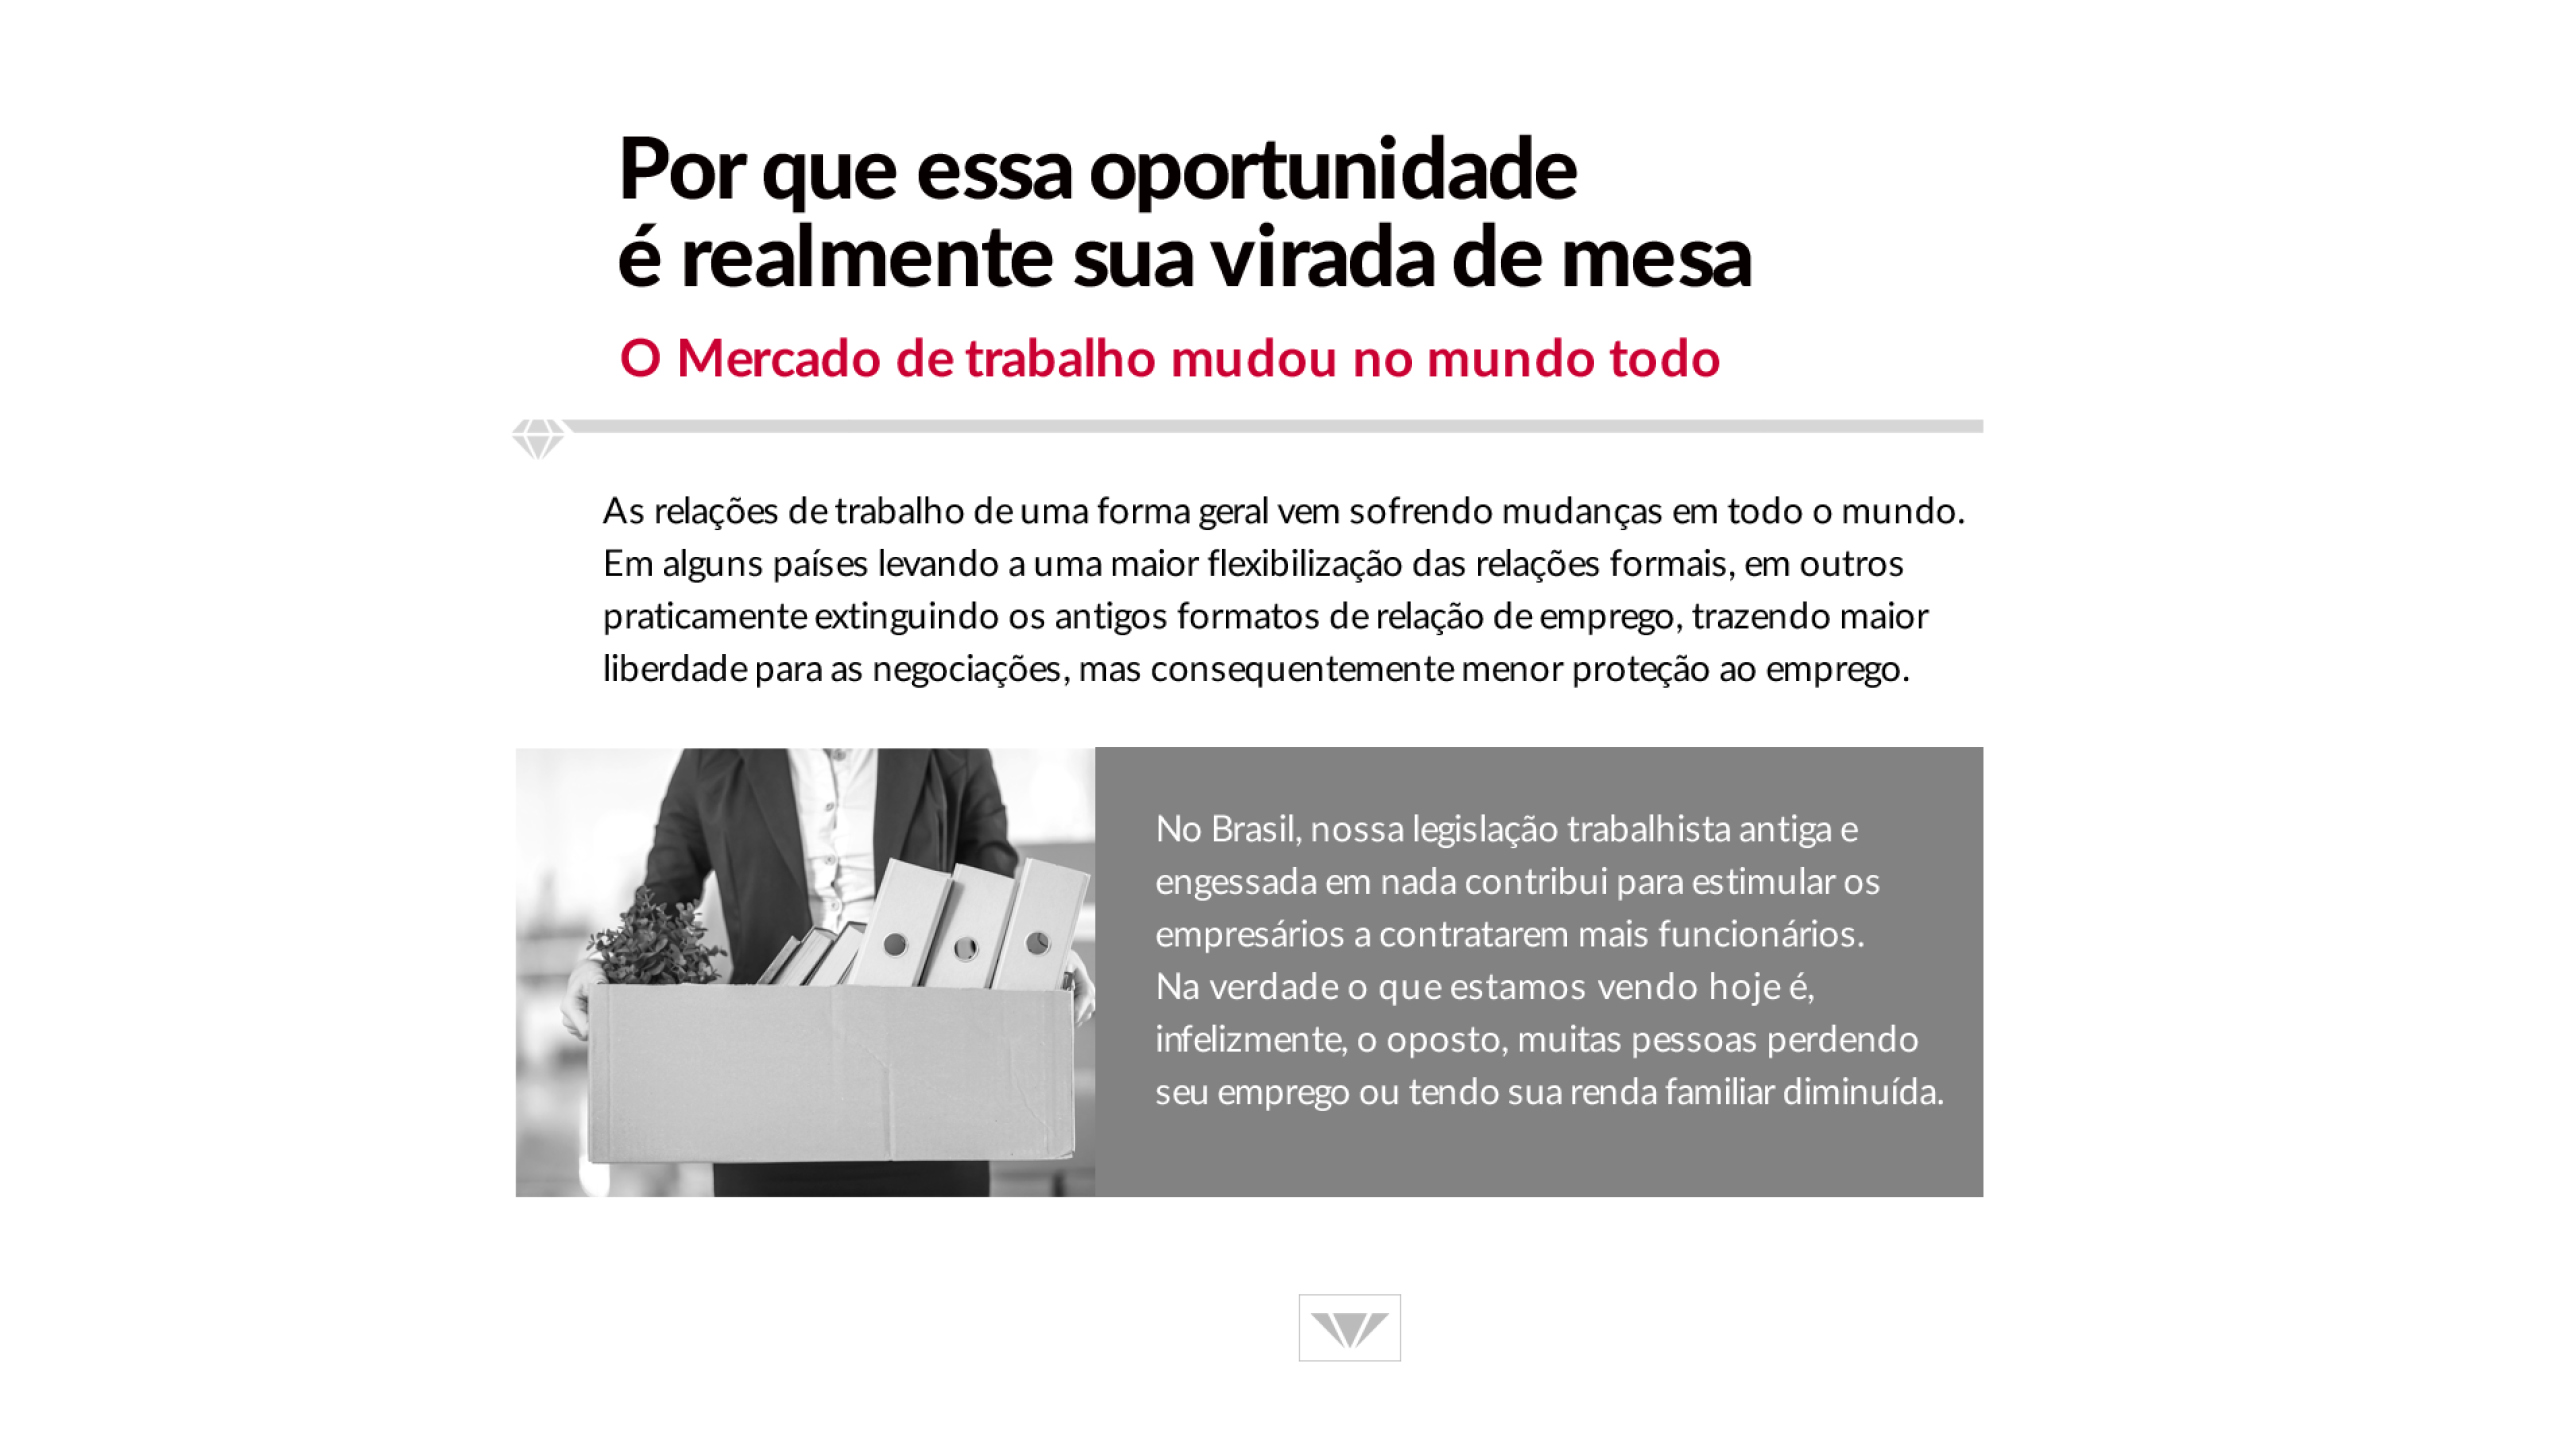 Por que essa oportunidade
é realmente sua virada de mesa
O Mercado de trabalho mudou no mundo todo
As relações de trabalho de uma forma geral vem sofrendo mudanças em todo o mundo.
Em alguns países levando a uma maior flexibilização das relações formais, em outros
praticamente extinguindo os antigos formatos de relação de emprego, trazendo maior
liberdade para as negociações, mas consequentemente menor proteção ao emprego.
No Brasil, nossa legislação trabalhista antiga e
engessada em nada contribui para estimular os
empresários a contratarem mais funcionários.
Na verdade o que estamos vendo hoje é,
infelizmente, o oposto, muitas pessoas perdendo
seu emprego ou tendo sua renda familiar diminuída.